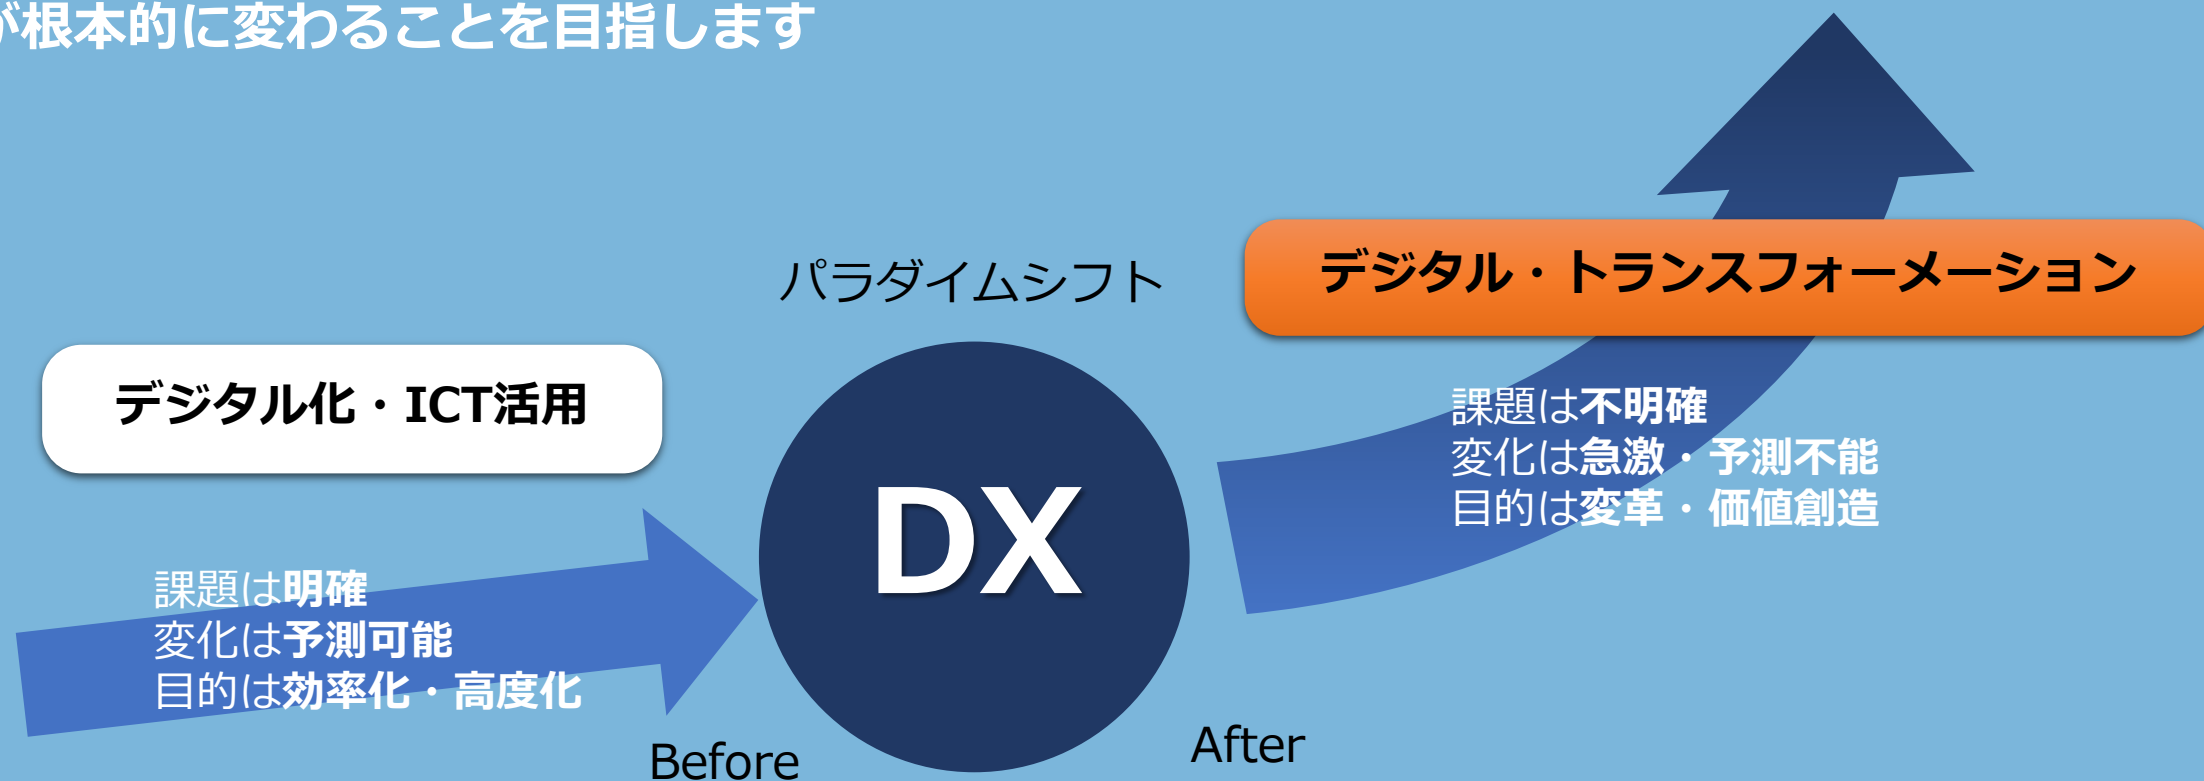 が根本的に変わることを目指します
パラダイムシフト
デジタル・トランスフォーメーション
デジタル化・ICT活用
課題は不明確
変化は急激・予測不能
目的は変革・価値創造
DX
課題は明確
変化は予測可能
目的は効率化・高度化
Before
After